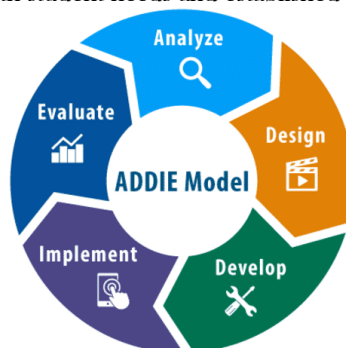 Analyze
Design
Develop
Implement
Evaluate
ADDIE Model